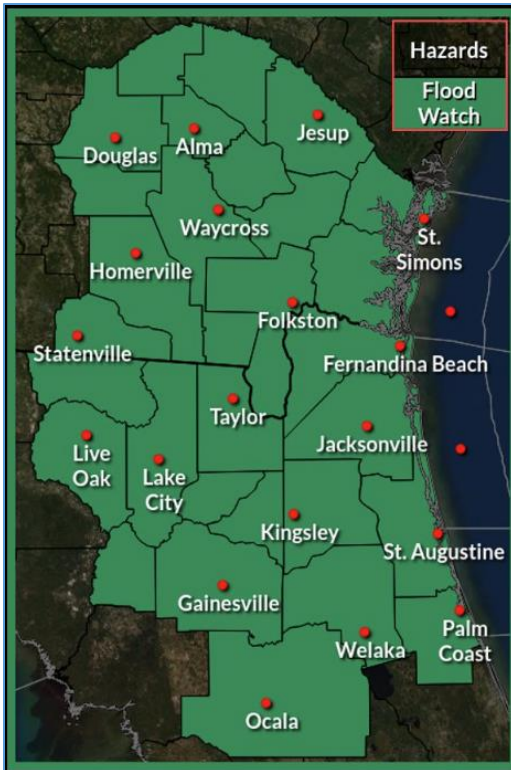 Hazards
Flood
Watch
Jesup
Alma
Douglas
Waycross
St.
Simons
Homerville
Folkston
Statenville
Fernandina Beach
Taylor
Jacksonville
Live
Oak
Lake
City
Kingsley
St. Augustine
Gainesville
Palm
Coast
Welaka
Ocala